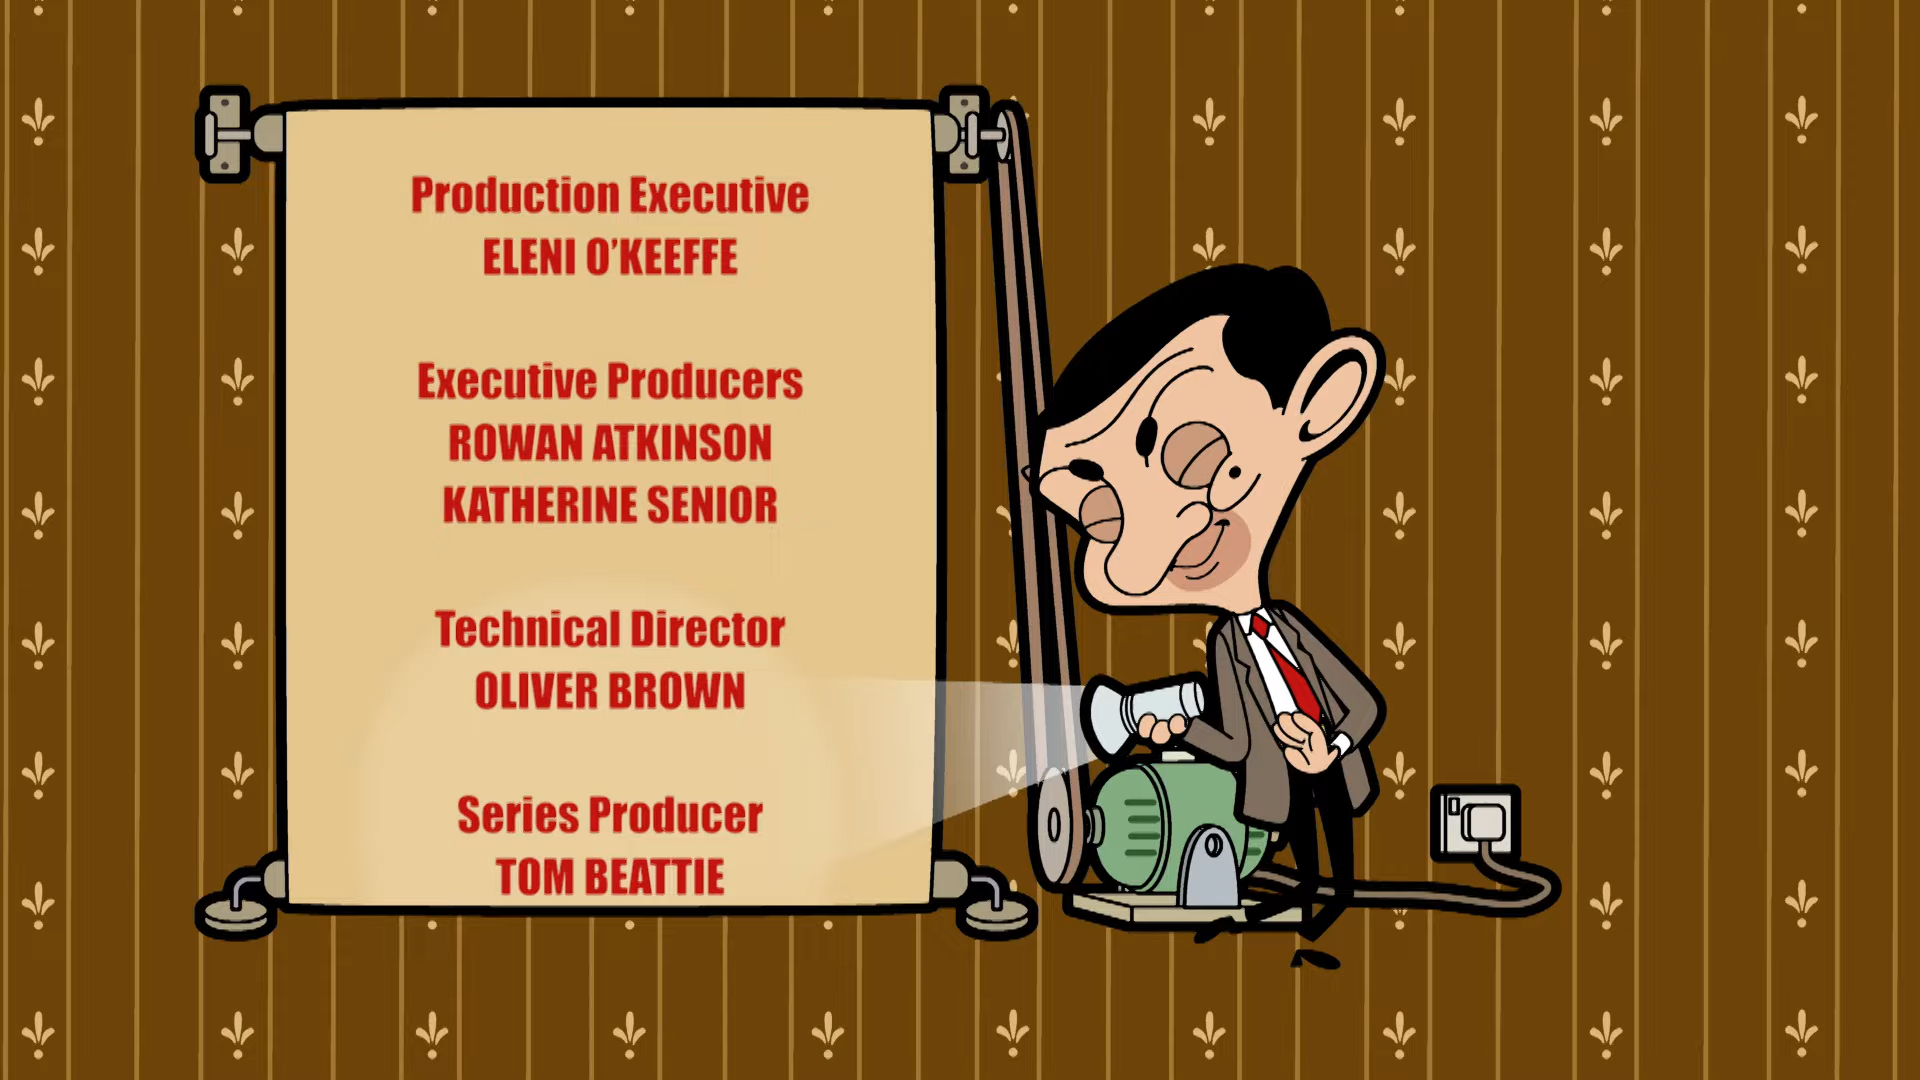 Production Executive
ELENI O’KEEFFE
Executive Producers
ROWAN ATKINSON
KATHERINE SENIOR
Technical Director
OLIVER BROWN
Series Producer
TOM BEATTIE